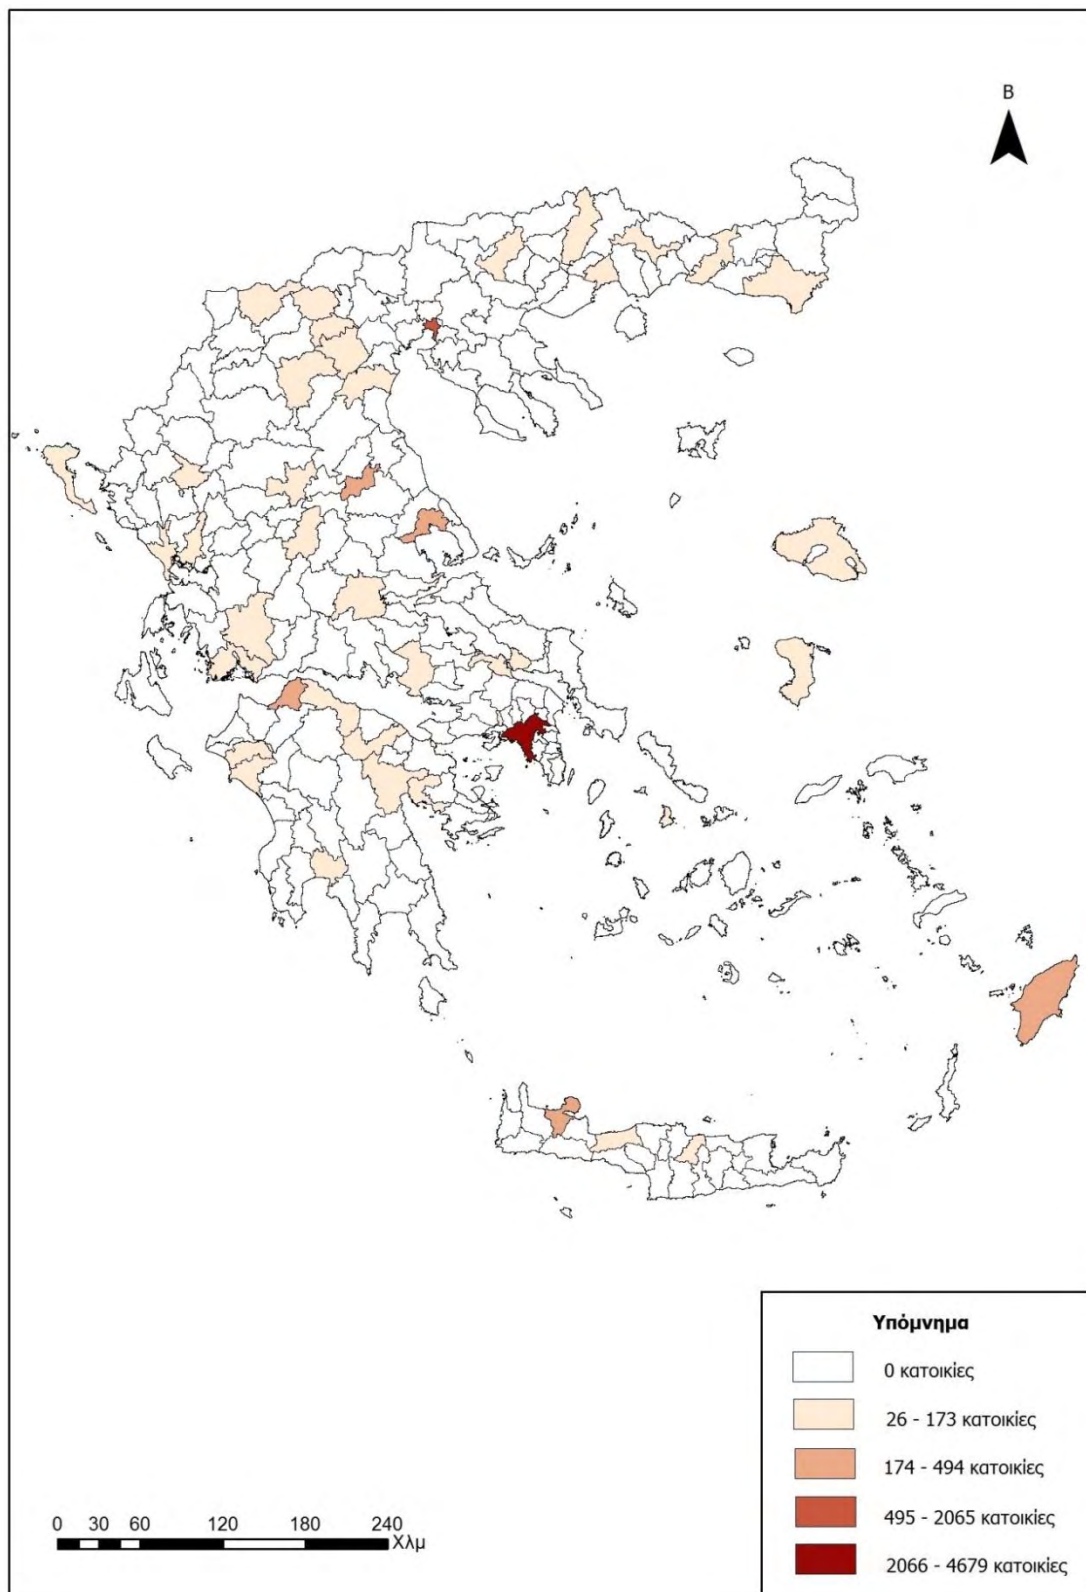 Β
Υπόμνημα
0 κατοικίες
26 - 173 κατοικίες
174 - 494 κατοικίες
495 - 2065 κατοικίες
2066 - 4679 κατοικίες
0 30 60 120 180 240
Χλμ